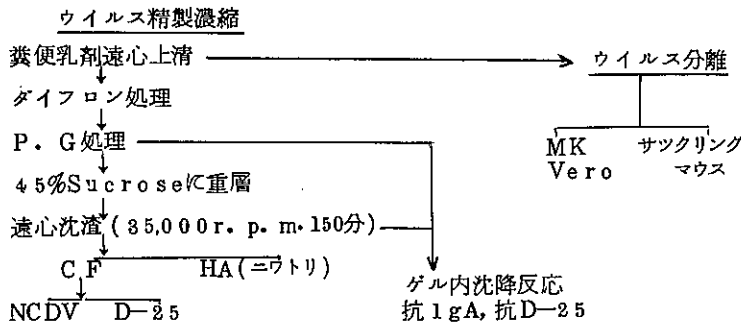 ウイルス精製濃縮
糞便乳剤遠心上清
ウイルス分離
ダイフロン処理
P.G処理
MK サツクリング
Vero マウス
45%Sucroseに重層
遠心沈渣(35,000r.p.m.150分)
CF HA(ニワトリ)
ゲル内沈降反応
NCDV D-25
抗1gA,抗D-25